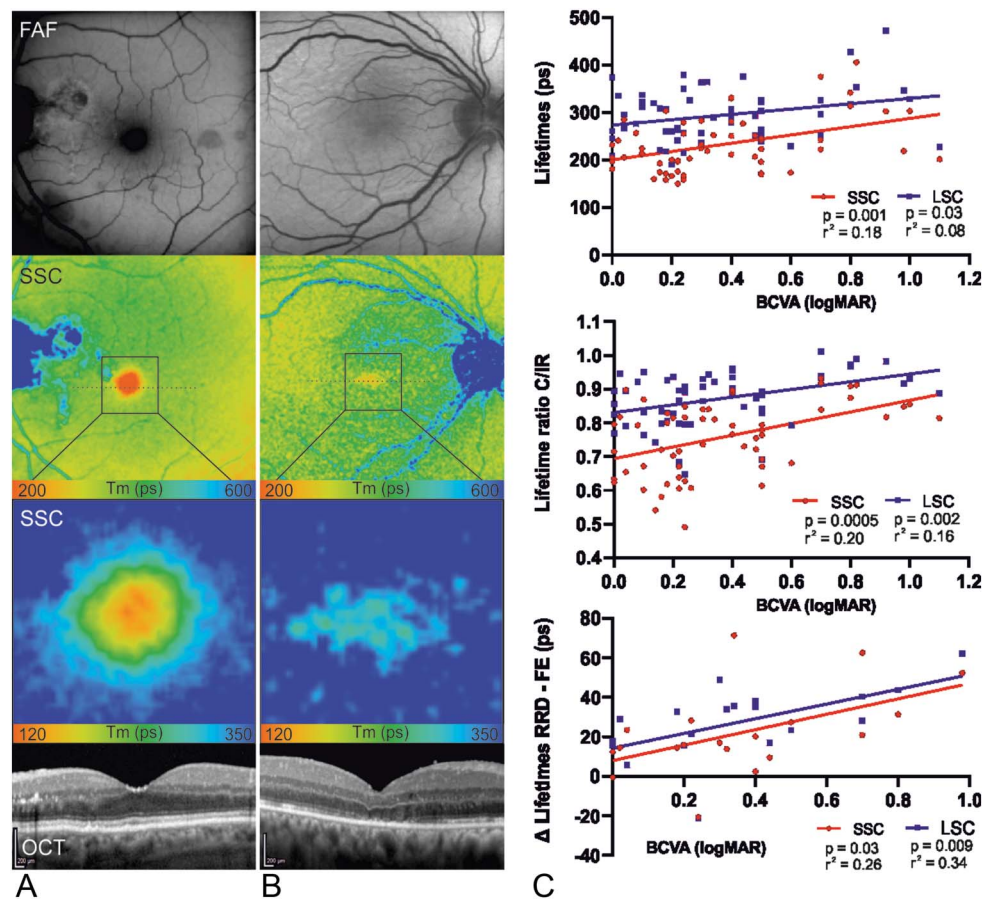 FAF
SSC
200 Tm (ps) 600
200 Tm (ps) 600
SSC
120 Tm (ps) 350
120 Tm (ps) 350
OCT
200 µm
200 µm
A
B
C
Lifetimes (ps)
500
400
300
200
100
0
0.0 0.2 0.4 0.6 0.8 1.0 1.2
BCVA (logMAR)
SSC LSC
p = 0.001 p = 0.03
r² = 0.18 r² = 0.08
Lifetime ratio C/IR
1.1
1.0
0.9
0.8
0.7
0.6
0.5
0.4
0.0 0.2 0.4 0.6 0.8 1.0 1.2
BCVA (logMAR)
SSC LSC
p = 0.0005 p = 0.002
r² = 0.20 r² = 0.16
Δ Lifetimes RRD - FE (ps)
80
60
40
20
0
-20
-40
0.2 0.4 0.6 0.8 1.0
BCVA (logMAR)
SSC LSC
p = 0.03 p = 0.009
r² = 0.26 r² = 0.34